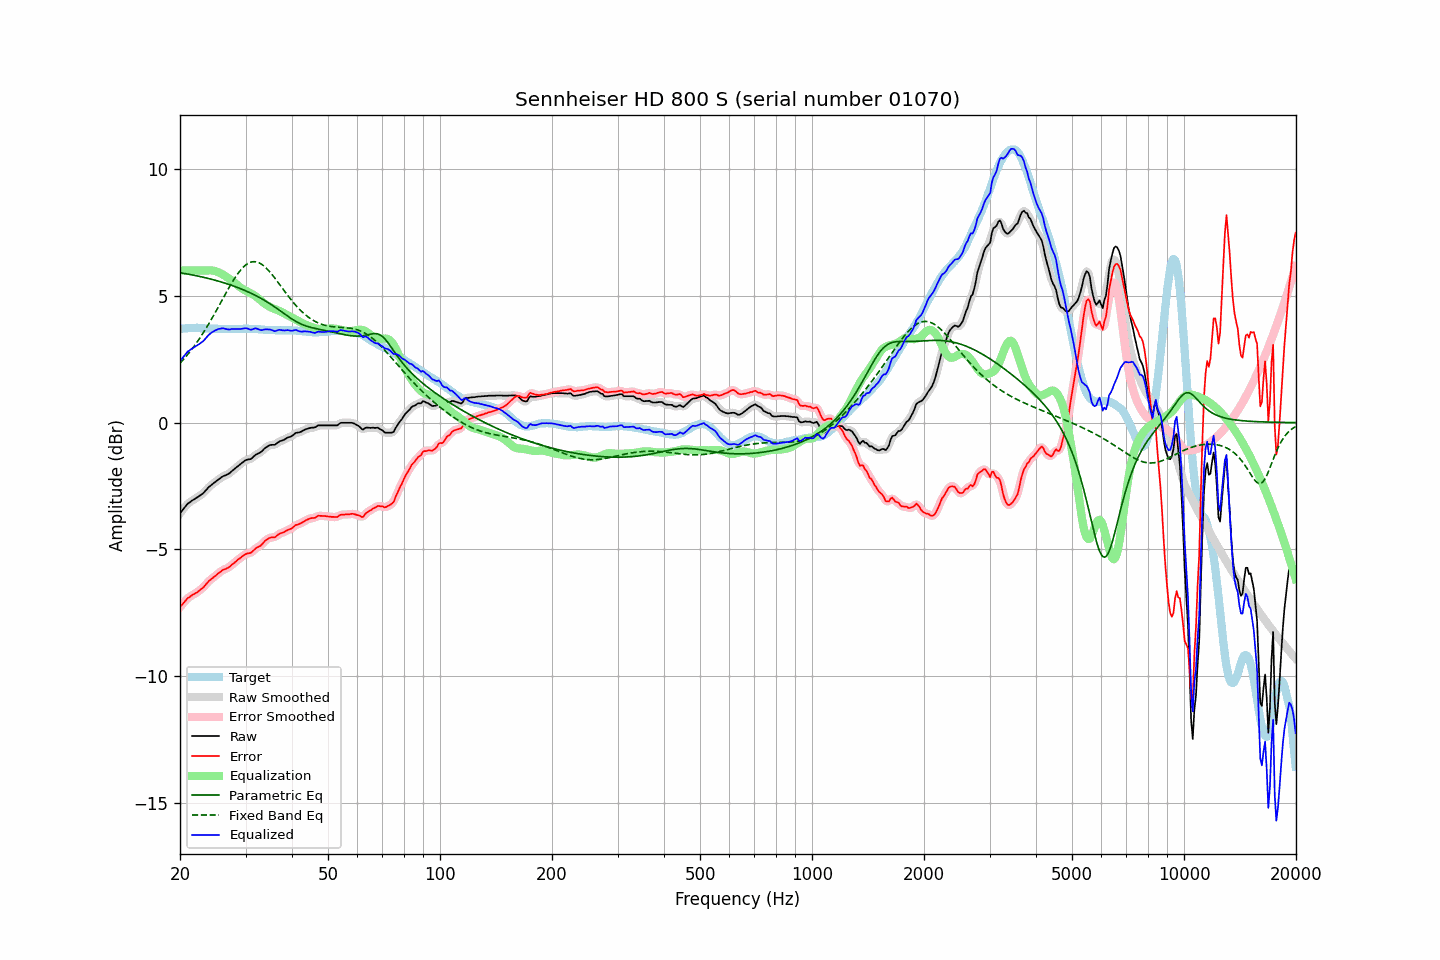 Sennheiser HD 800 S (serial number 01070)
Amplitude (dBr)
10
5
0
−5
−10
−15
Target
Raw Smoothed
Error Smoothed
Raw
Error
Equalization
Parametric Eq
Fixed Band Eq
Equalized
20 50 100 200 500 1000 2000 5000 10000 20000
Frequency (Hz)